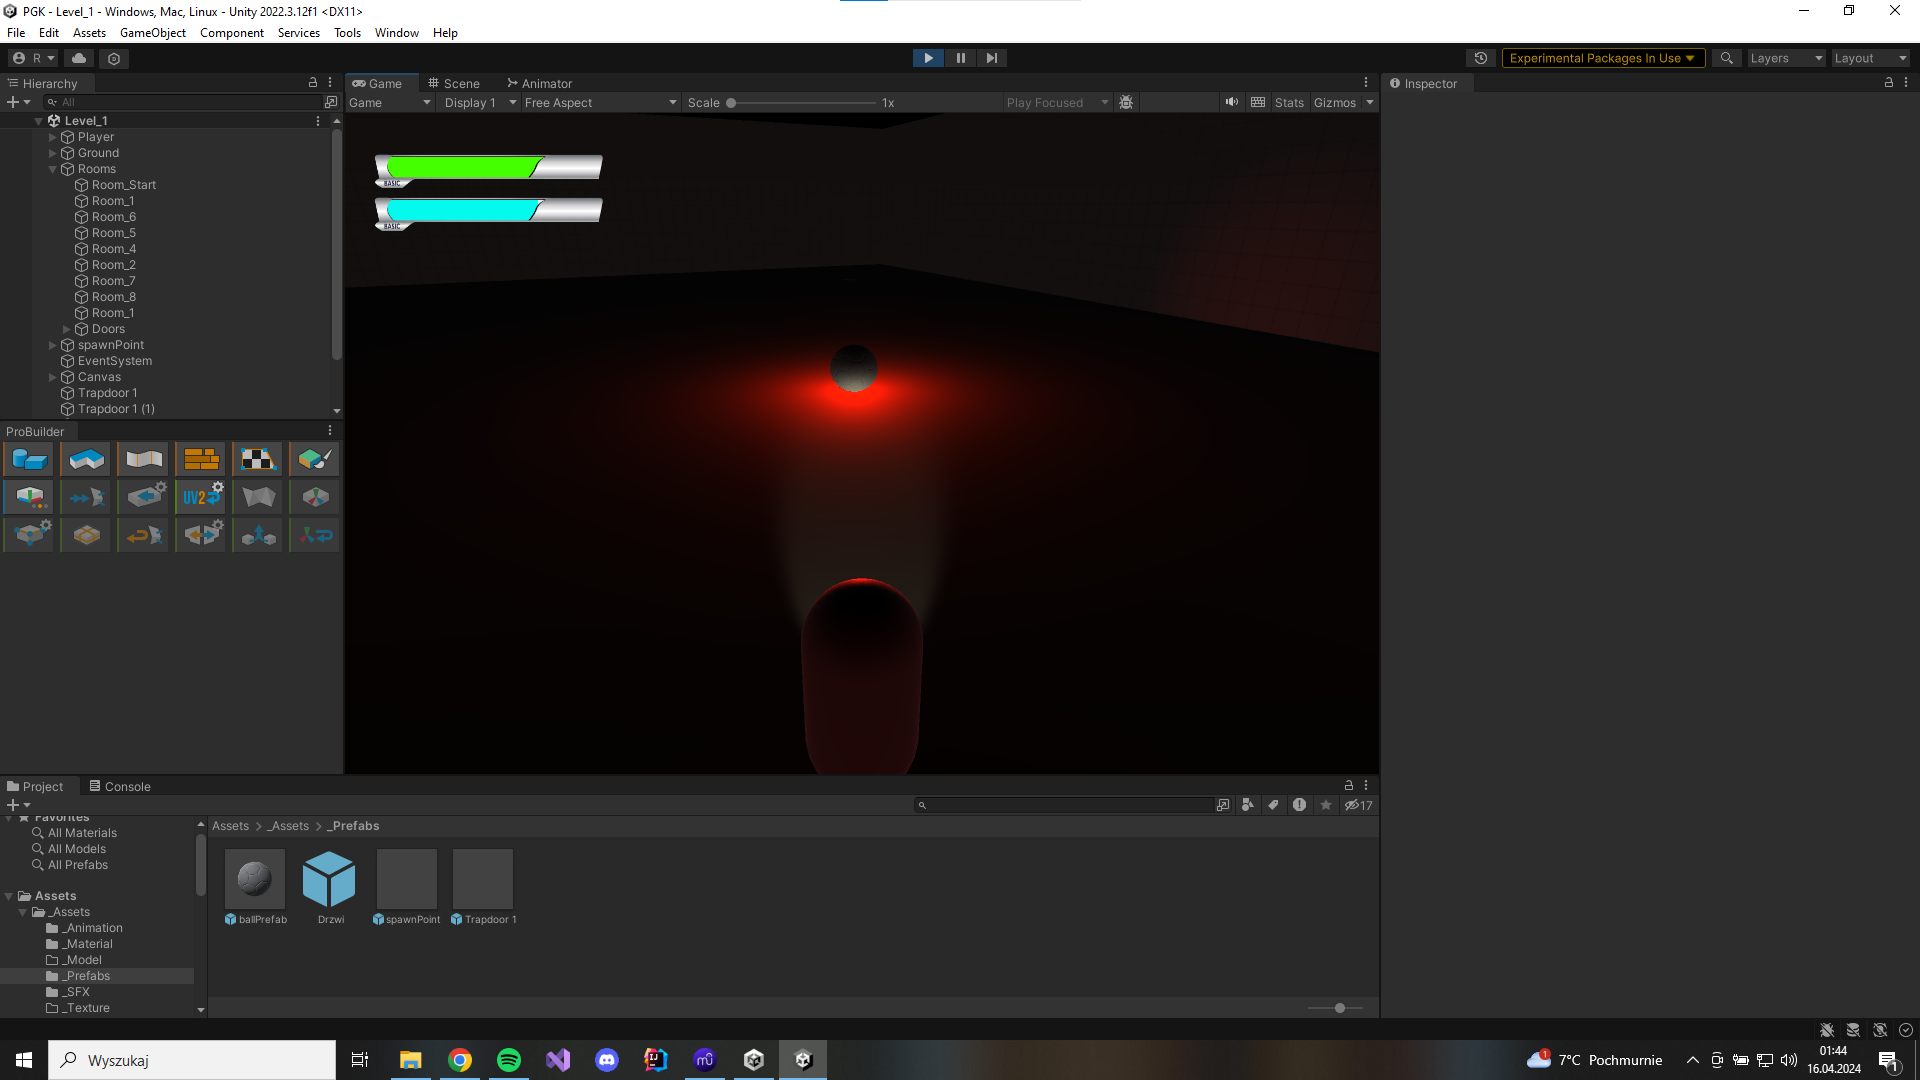 PGK - Level_1 - Windows, Mac, Linux - Unity 2022.3.12f1 <DX11>
File Edit Assets GameObject Component Services Tools Window Help
R
Experimental Packages In Use
Layers
Layout
Hierarchy
Game
Scene
Animator
Inspector
All
Game
Display 1
Free Aspect
Scale
1x
Play Focused
Stats
Gizmos
Level_1
Player
Ground
Rooms
Room_Start
Room_1
Room_6
Room_5
Room_4
Room_2
Room_7
Room_8
Room_1
Doors
spawnPoint
EventSystem
Canvas
Trapdoor 1
Trapdoor 1 (1)
BASIC
BASIC
ProBuilder
UV2
Project
Console
17
Favorites
All Materials
All Models
All Prefabs
Assets
_Assets
_Animation
_Material
_Model
_Prefabs
_SFX
_Texture
Assets > _Assets > _Prefabs
ballPrefab
Drzwi
spawnPoint
Trapdoor 1
Wyszukaj
1
7°C Pochmurnie
01:44
16.04.2024
1